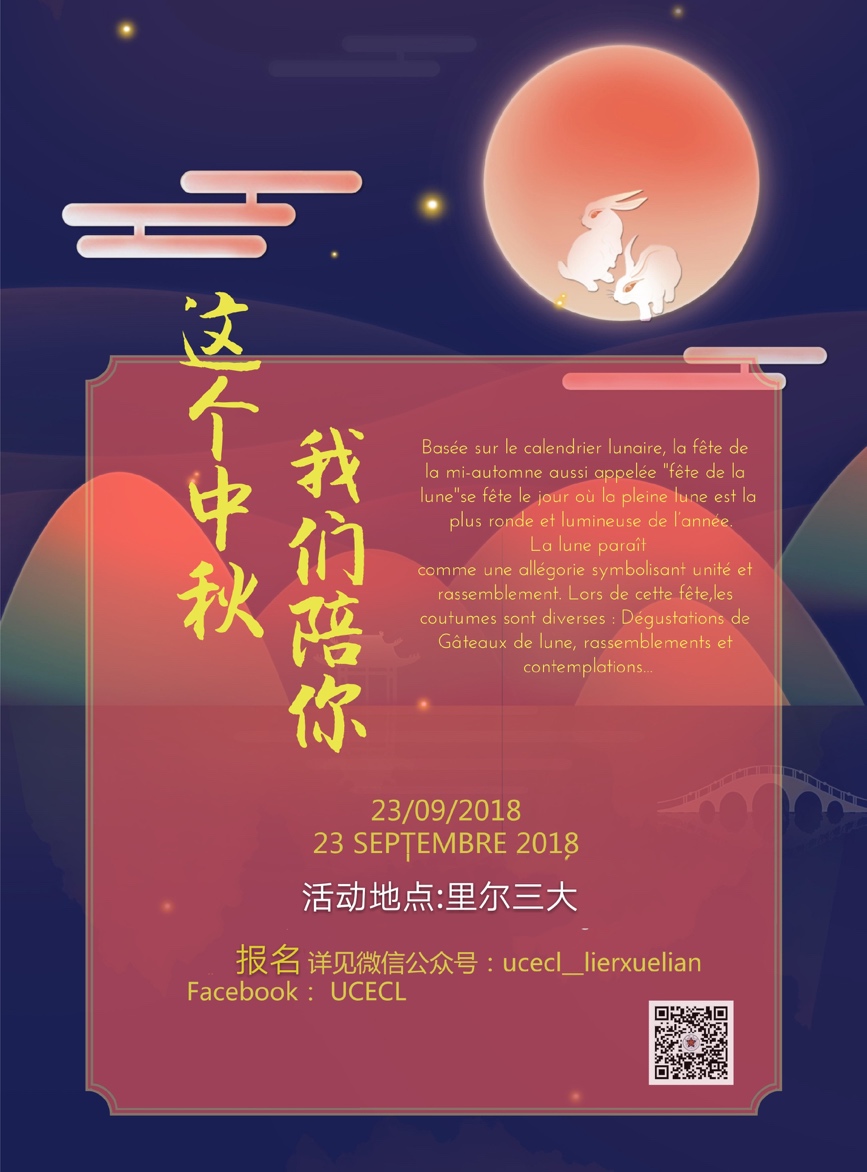 这个中秋
我们陪你
Basée sur le calendrier lunaire, la fête de
la mi-automne aussi appelée "fête de la
lune"se fête le jour où la pleine lune est la
plus ronde et lumineuse de l'année.
La lune paraît
comme une allégorie symbolisant unité et
rassemblement. Lors de cette fête,les
coutumes sont diverses : Dégustations de
Gâteaux de lune, rassemblements et
contemplations...
23/09/2018
23 SEPTEMBRE 2018
活动地点:里尔三大
报名 详见微信公众号：ucecl__lierxuelian
Facebook： UCECL